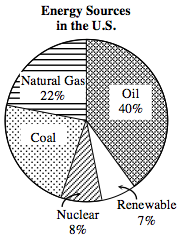 Energy Sources
in the U.S.
Natural Gas
22%
Oil
40%
Coal
Nuclear
8%
Renewable
7%